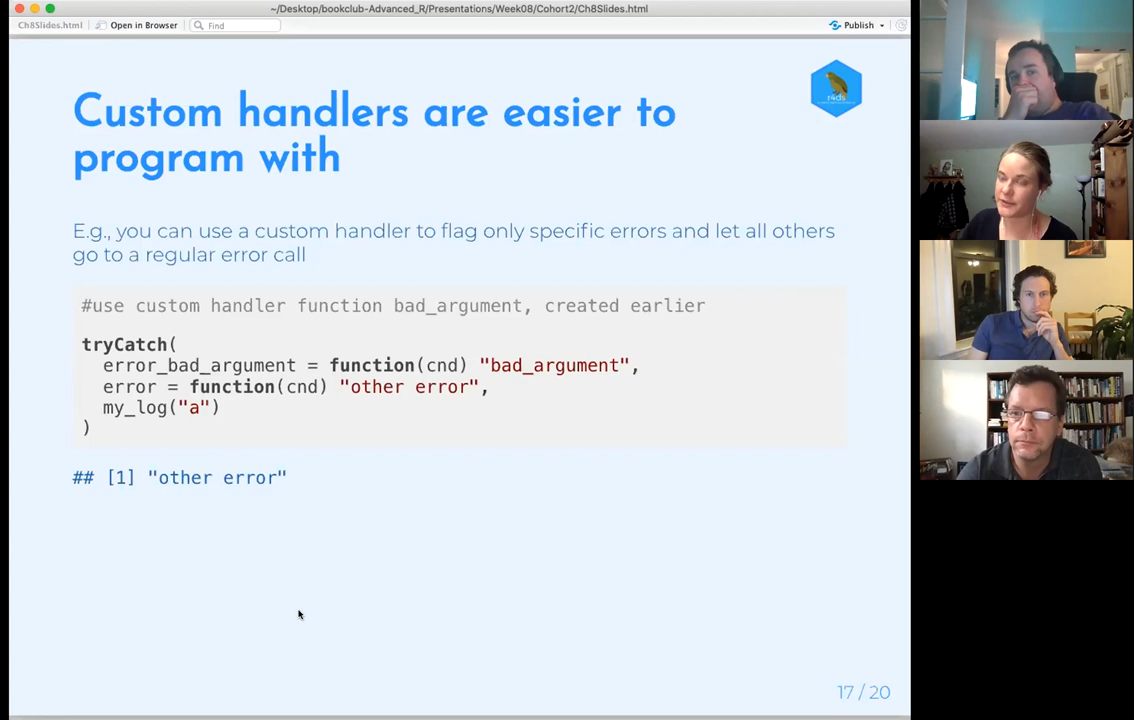 ~/Desktop/bookclub-Advanced_R/Presentations/Week08/Cohort2/Ch8Slides.html
Ch8Slides.html
Open in Browser
Find
Publish
Custom handlers are easier to
program with
r4ds
E.g., you can use a custom handler to flag only specific errors and let all others
go to a regular error call
#use custom handler function bad_argument, created earlier
tryCatch(
  error_bad_argument = function(cnd) "bad_argument",
  error = function(cnd) "other error",
  my_log("a")
)
## [1] "other error"
17 / 20